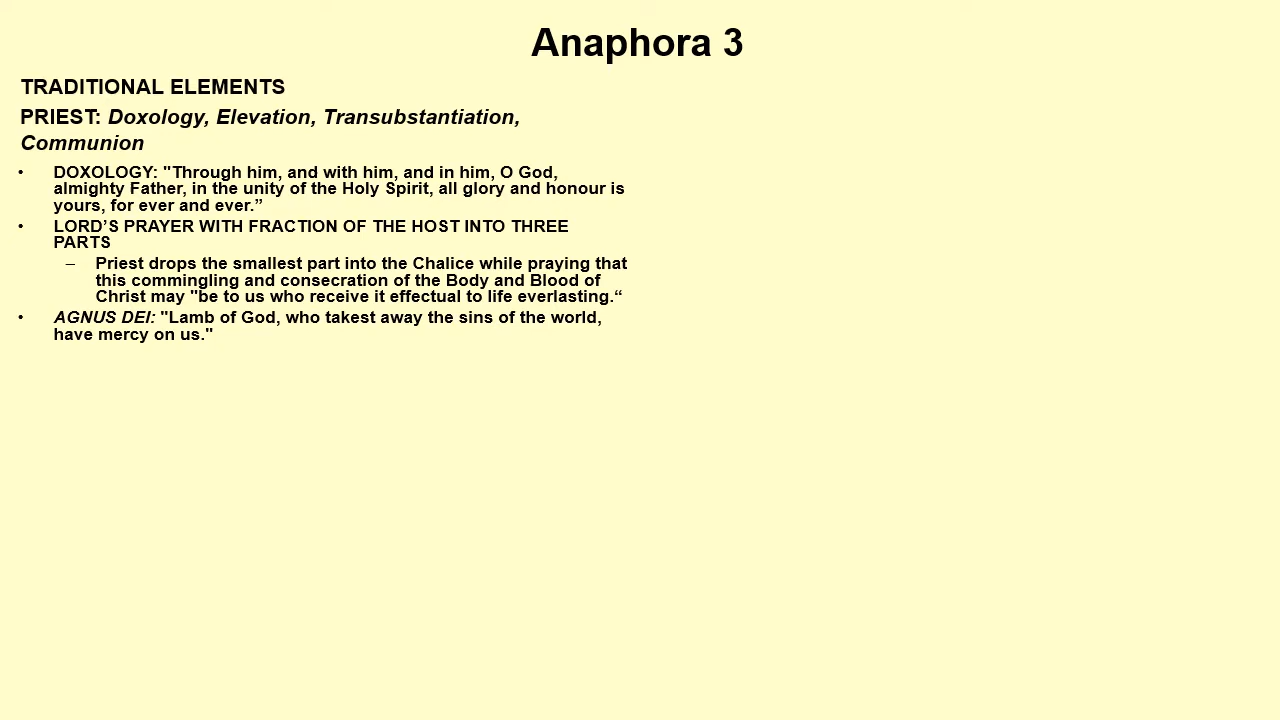 Anaphora 3
TRADITIONAL ELEMENTS
PRIEST: Doxology, Elevation, Transubstantiation,
Communion
• DOXOLOGY: "Through him, and with him, and in him, O God,
almighty Father, in the unity of the Holy Spirit, all glory and honour is
yours, for ever and ever.”
• LORD’S PRAYER WITH FRACTION OF THE HOST INTO THREE
PARTS
– Priest drops the smallest part into the Chalice while praying that
this commingling and consecration of the Body and Blood of
Christ may "be to us who receive it effectual to life everlasting.“
• AGNUS DEI: "Lamb of God, who takest away the sins of the world,
have mercy on us."